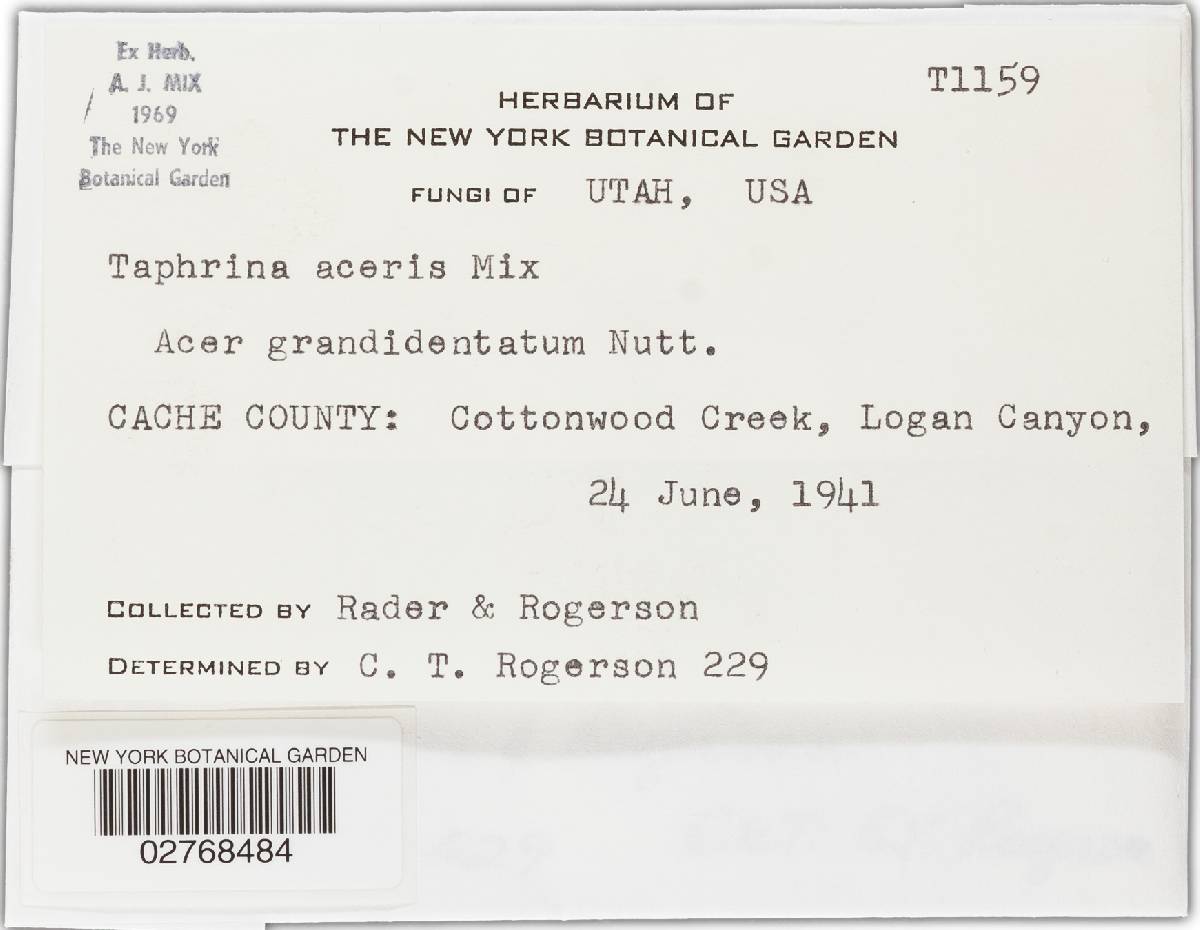 Ex Herb.
A. J. MIX
1969
The New York
Botanical Garden
T1159
HERBARIUM OF
THE NEW YORK BOTANICAL GARDEN
FUNGI OF UTAH, USA
Taphrina aceris Mix
Acer grandidentatum Nutt.
CACHE COUNTY: Cottonwood Creek, Logan Canyon,
24 June, 1941
COLLECTED BY Rader & Rogerson
DETERMINED BY C. T. Rogerson 229
NEW YORK BOTANICAL GARDEN
02768484